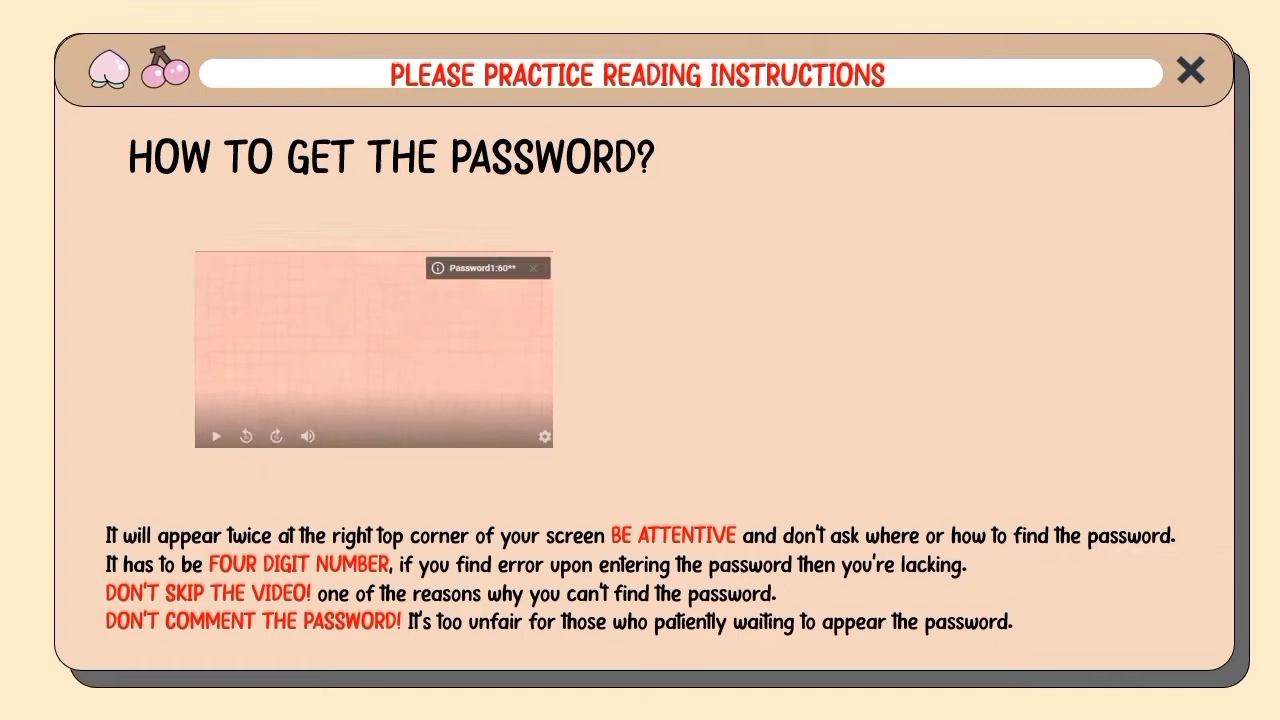 PLEASE PRACTICE READING INSTRUCTIONS
HOW TO GET THE PASSWORD?
Password1:60**
It will appear twice at the right top corner of your screen BE ATTENTIVE and don't ask where or how to find the password.
It has to be FOUR DIGIT NUMBER, if you find error upon entering the password then you're lacking.
DON'T SKIP THE VIDEO! one of the reasons why you can't find the password.
DON'T COMMENT THE PASSWORD! It's too unfair for those who patiently waiting to appear the password.